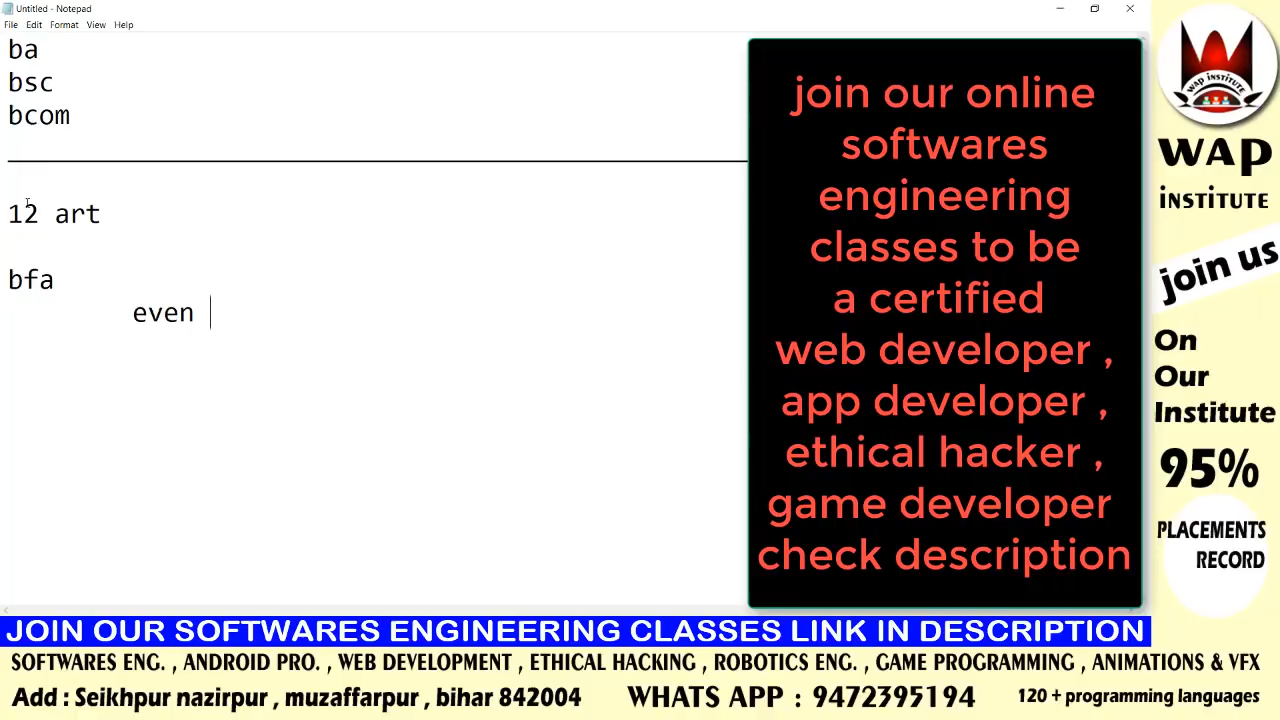 Untitled - Notepad
File Edit Format View Help
ba
bsc
bcom
12 art
bfa
even
join our online
softwares
engineering
classes to be
a certified
web developer ,
app developer ,
ethical hacker ,
game developer
check description
wap institute
WAP
INSTITUTE
join us
On
Our
Institute
95%
PLACEMENTS
RECORD
JOIN OUR SOFTWARES ENGINEERING CLASSES LINK IN DESCRIPTION
SOFTWARES ENG. , ANDROID PRO. , WEB DEVELOPMENT , ETHICAL HACKING , ROBOTICS ENG. , GAME PROGRAMMING , ANIMATIONS & VFX
Add : Seikhpur nazirpur , muzaffarpur , bihar 842004 WHATS APP : 9472395194 120 + programming languages